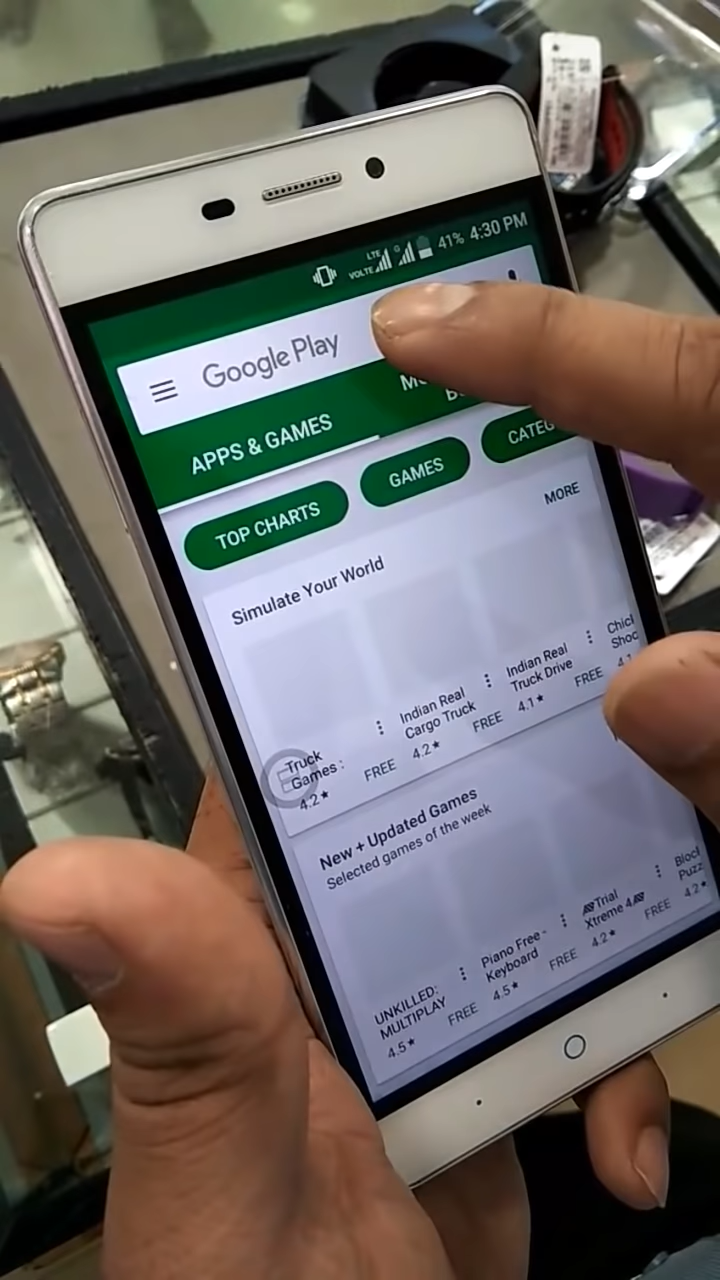 LTE
VOLTE G 41% 4:30 PM
Google Play
APPS & GAMES
TOP CHARTS GAMES CATEG
MORE
Simulate Your World
Truck
Games :
4.2★ FREE
Indian Real
Cargo Truck
4.2★ FREE
Indian Real
Truck Drive
4.1★ FREE
Chick
Shoo
4.1
New + Updated Games
Selected games of the week
UNKILLED:
MULTIPLAY
4.5★ FREE
Piano Free -
Keyboard
4.5★ FREE
Trial
Xtreme 4
4.2★ FREE
Block
Puzz
4.2★